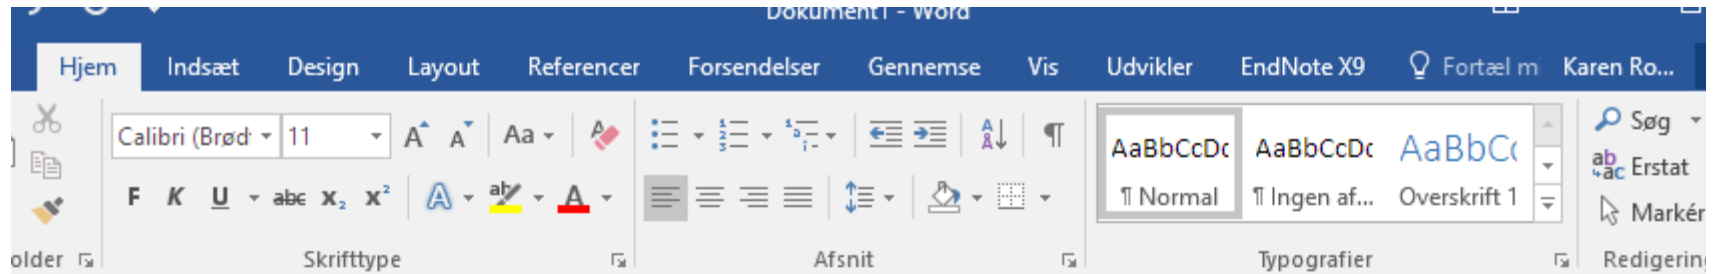 Dokument1 - Word
Hjem Indsæt Design Layout Referencer Forsendelser Gennemse Vis Udvikler EndNote X9 Fortæl m Karen Ro...
Calibri (Brød 11 A A Aa A
F K U abc X₂ X² A ab A
AaBbCcDc AaBbCcDc AaBbC
¶ Normal ¶ Ingen af... Overskrift 1
Søg
Erstat
Markér
older Skrifttype Afsnit Typografier Redigering